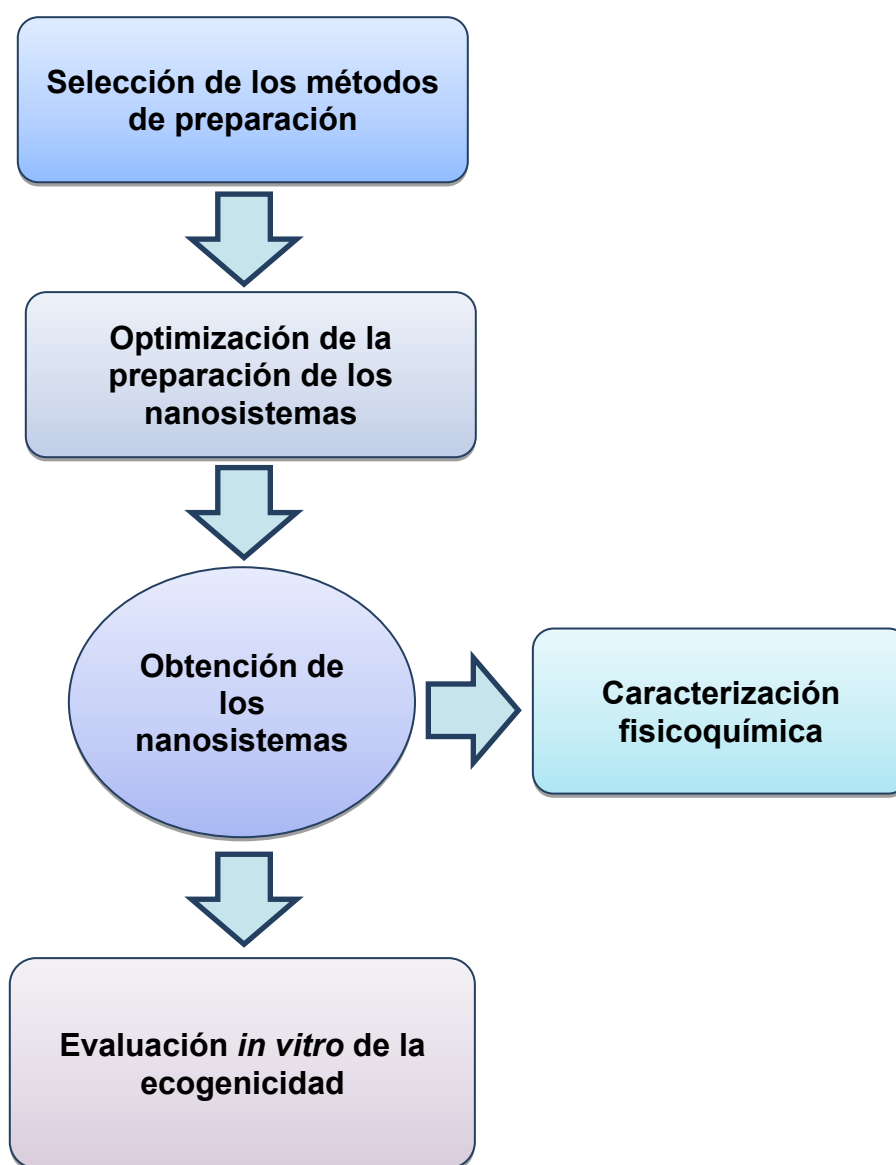 Selección de los métodos
de preparación
Optimización de la
preparación de los
nanosistemas
Obtención de
los
nanosistemas
Caracterización
fisicoquímica
Evaluación in vitro de la
ecogenicidad